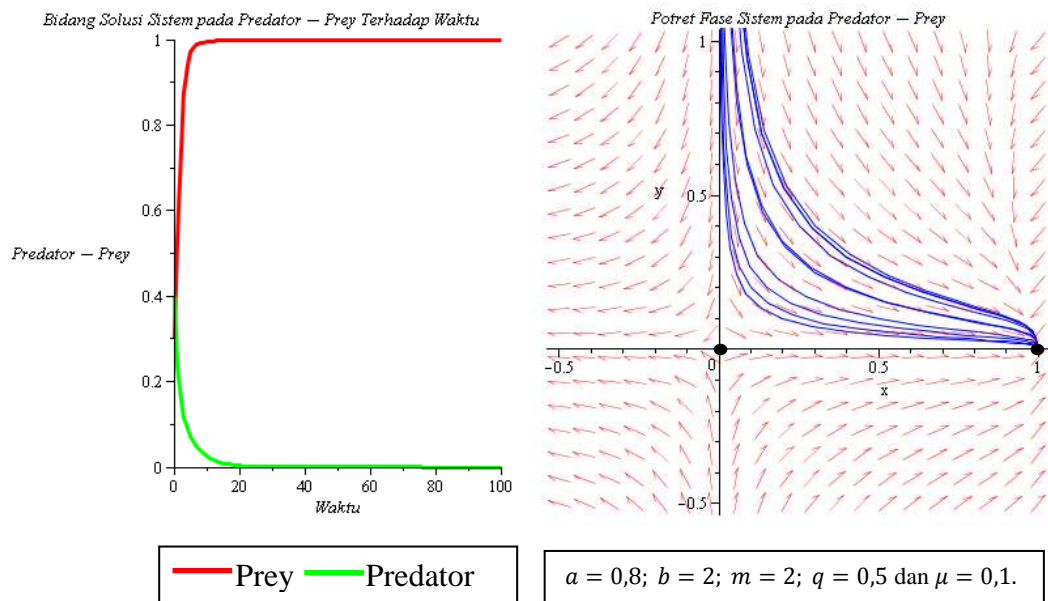 Bidang Solusi Sistem pada Predator – Prey Terhadap Waktu
1
0.8
0.6
Predator – Prey
0.4
0.2
0
0 20 40 60 80 100
Waktu
Prey Predator
Potret Fase Sistem pada Predator – Prey
1
y
0.5
-0.5 0 0.5 1
x
-0.5
a = 0,8; b = 2; m = 2; q = 0,5 dan μ = 0,1.